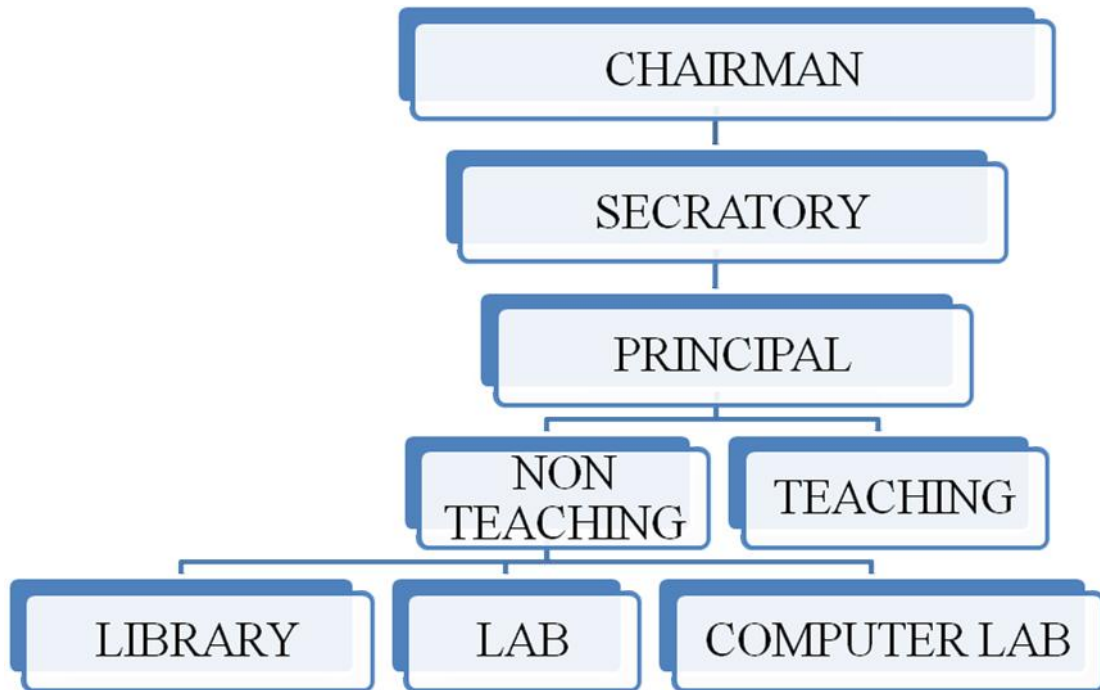 CHAIRMAN
SECRATORY
PRINCIPAL
NON
TEACHING
TEACHING
LIBRARY
LAB
COMPUTER LAB